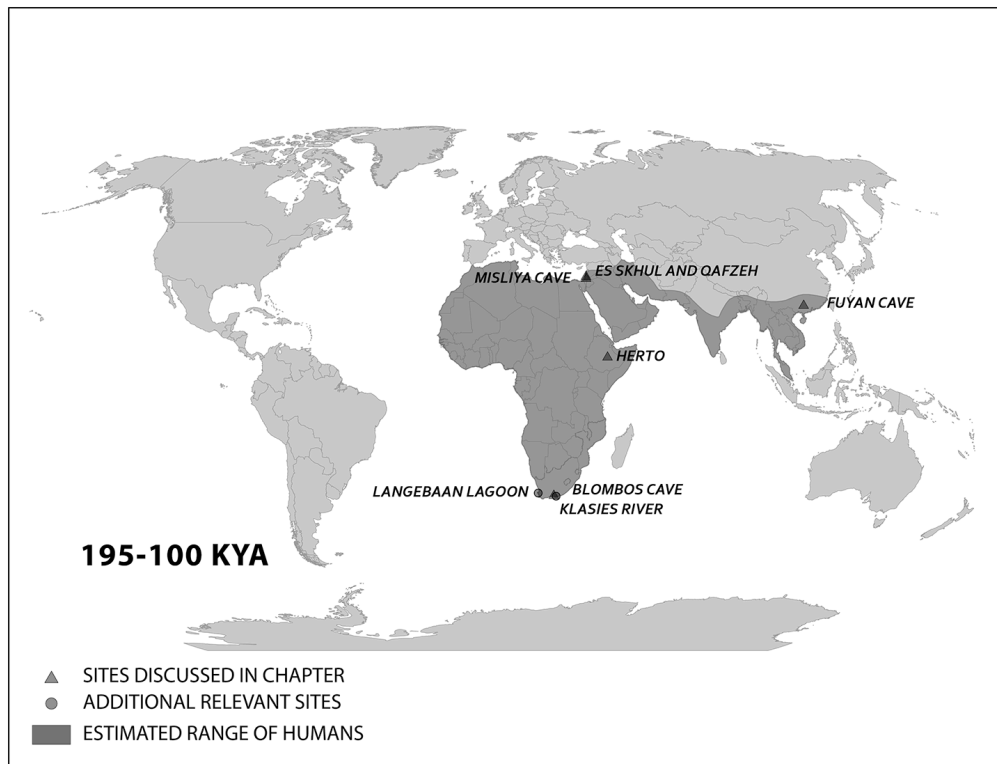 MISLIYA CAVE
ES SKHUL AND QAFZEH
FUYAN CAVE
HERTO
LANGEBAAN LAGOON
BLOMBOS CAVE
KLASIES RIVER
195-100 KYA
SITES DISCUSSED IN CHAPTER
ADDITIONAL RELEVANT SITES
ESTIMATED RANGE OF HUMANS